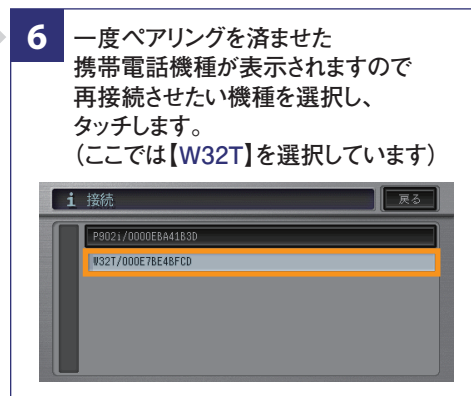 6
一度ペアリングを済ませた
携帯電話機種が表示されますので
再接続させたい機種を選択し、
タッチします。
（ここでは【W32T】を選択しています）
i 接続
戻る
P902i/0000EBA41B3D
W32T/000E7BE4BFCD